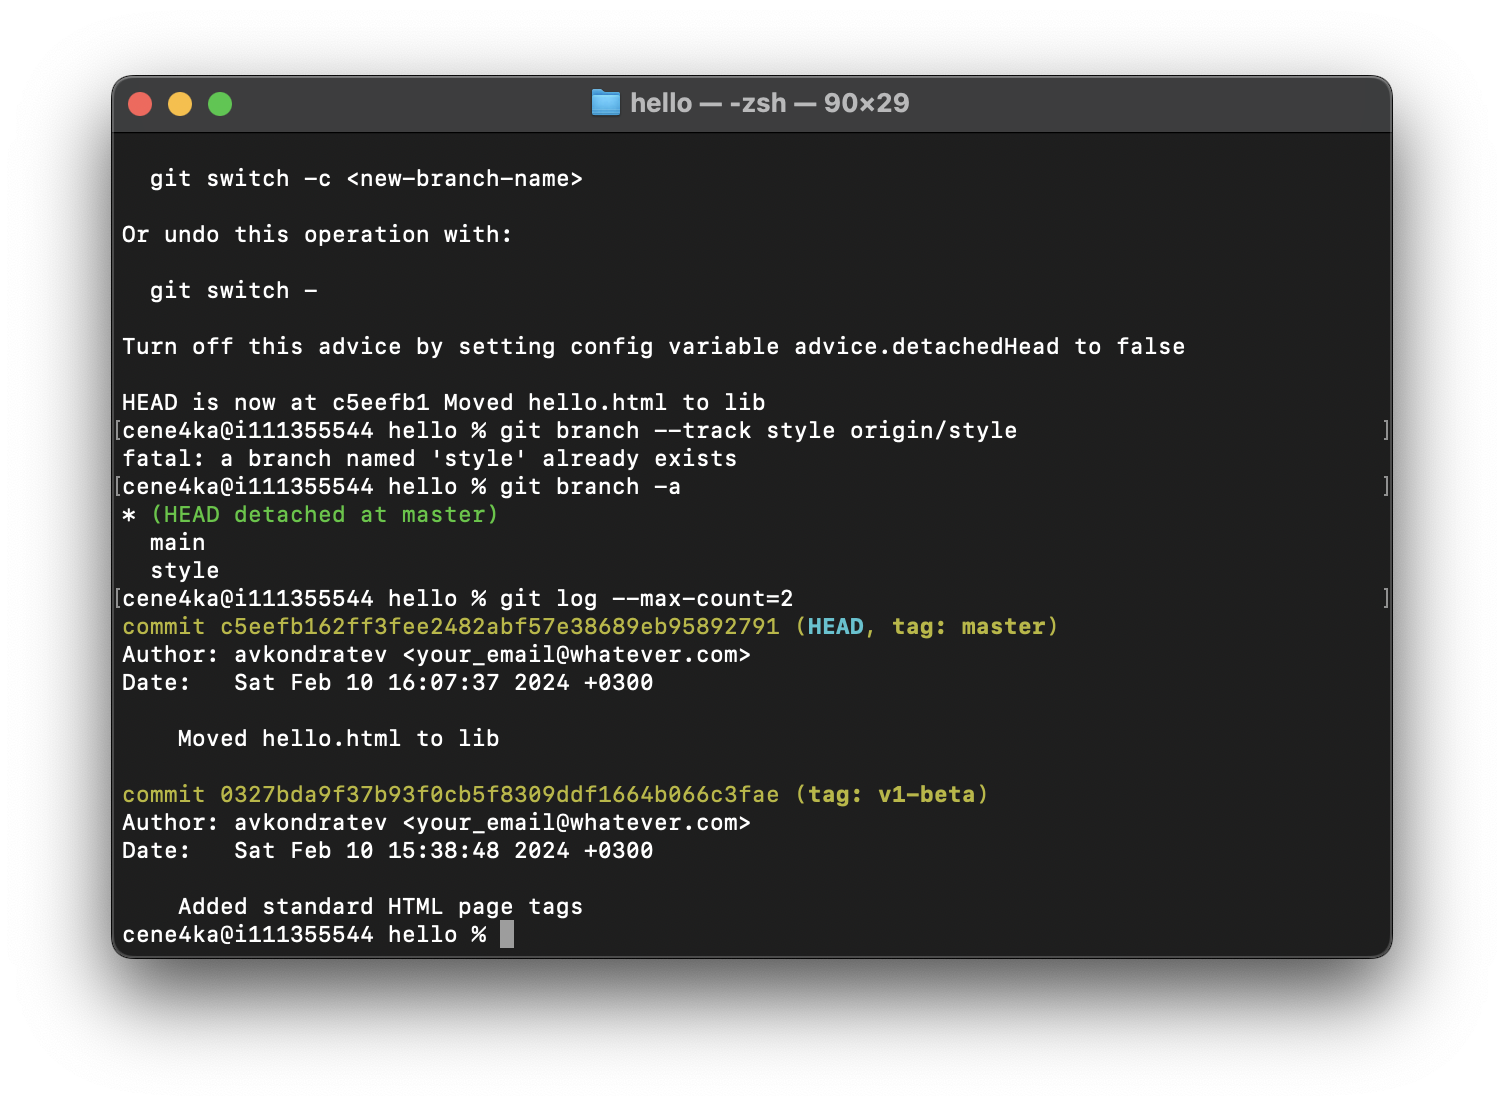 hello — -zsh — 90×29
git switch -c <new-branch-name>
Or undo this operation with:
git switch -
Turn off this advice by setting config variable advice.detachedHead to false
HEAD is now at c5eefb1 Moved hello.html to lib
[cene4ka@i111355544 hello % git branch --track style origin/style ]
fatal: a branch named 'style' already exists
[cene4ka@i111355544 hello % git branch -a ]
* (HEAD detached at master)
main
style
[cene4ka@i111355544 hello % git log --max-count=2 ]
commit c5eefb162ff3fee2482abf57e38689eb95892791 (HEAD, tag: master)
Author: avkondratev <your_email@whatever.com>
Date:   Sat Feb 10 16:07:37 2024 +0300
Moved hello.html to lib
commit 0327bda9f37b93f0cb5f8309ddf1664b066c3fae (tag: v1-beta)
Author: avkondratev <your_email@whatever.com>
Date:   Sat Feb 10 15:38:48 2024 +0300
Added standard HTML page tags
cene4ka@i111355544 hello %